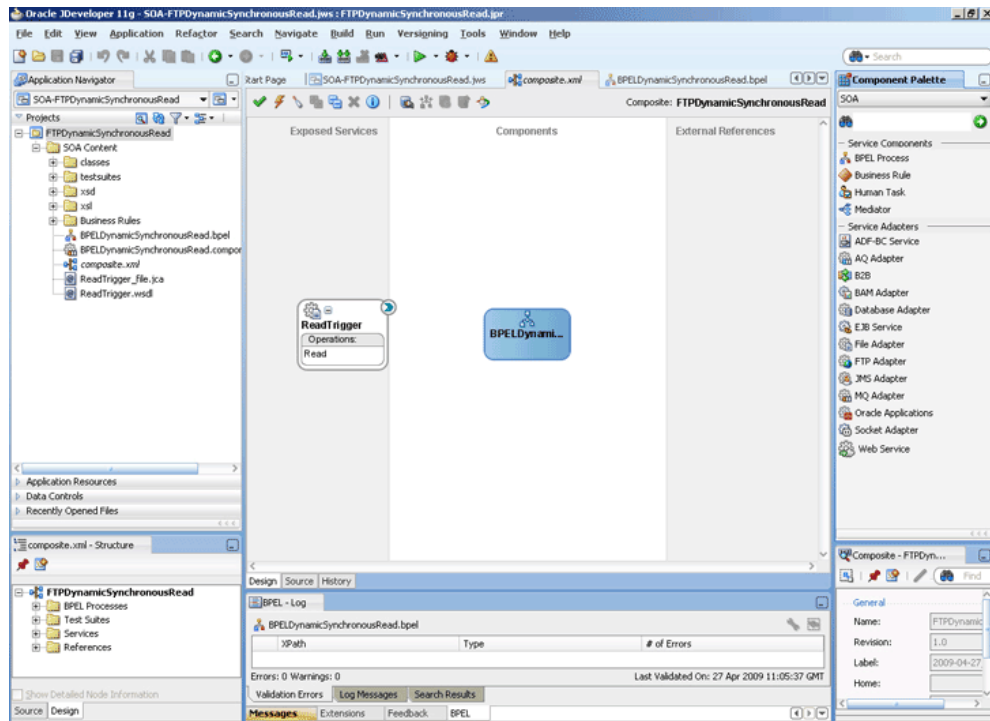 Oracle JDeveloper 11g - SOA-FTPDynamicSynchronousRead.jws : FTPDynamicSynchronousRead.jpr
File Edit View Application Refactor Search Navigate Build Run Versigning Tools Window Help
Search
Application Navigator
SOA-FTPDynamicSynchronousRead
Projects
FTPDynamicSynchronousRead
SOA Content
classes
testsuites
xsd
xsl
Business Rules
BPELDynamicSynchronousRead.bpel
BPELDynamicSynchronousRead.compor
composite.xml
ReadTrigger_file.jca
ReadTrigger.wsdl
Application Resources
Data Controls
Recently Opened Files
composite.xml - Structure
FTPDynamicSynchronousRead
BPEL Processes
Test Suites
Services
References
Show Detailed Node Information
Source Design
tart Page SOA-FTPDynamicSynchronousRead.jws composite.xml BPELDynamicSynchronousRead.bpel
Composite: FTPDynamicSynchronousRead
Exposed Services Components External References
ReadTrigger
Operations:
Read
BPELDynami...
Design Source History
BPEL - Log
BPELDynamicSynchronousRead.bpel
XPath Type # of Errors
Errors: 0 Warnings: 0 Last Validated On: 27 Apr 2009 11:05:37 GMT
Validation Errors Log Messages Search Results
Messages Extensions Feedback BPEL
Component Palette
SOA
Service Components
BPEL Process
Business Rule
Human Task
Mediator
Service Adapters
ADF-BC Service
AQ Adapter
B2B
BAM Adapter
Database Adapter
EJB Service
File Adapter
FTP Adapter
JMS Adapter
MQ Adapter
Oracle Applications
Socket Adapter
Web Service
Composite - FTPDyn...
Find
General
Name: FTPDynamic
Revision: 1.0
Label: 2009-04-27
Home: